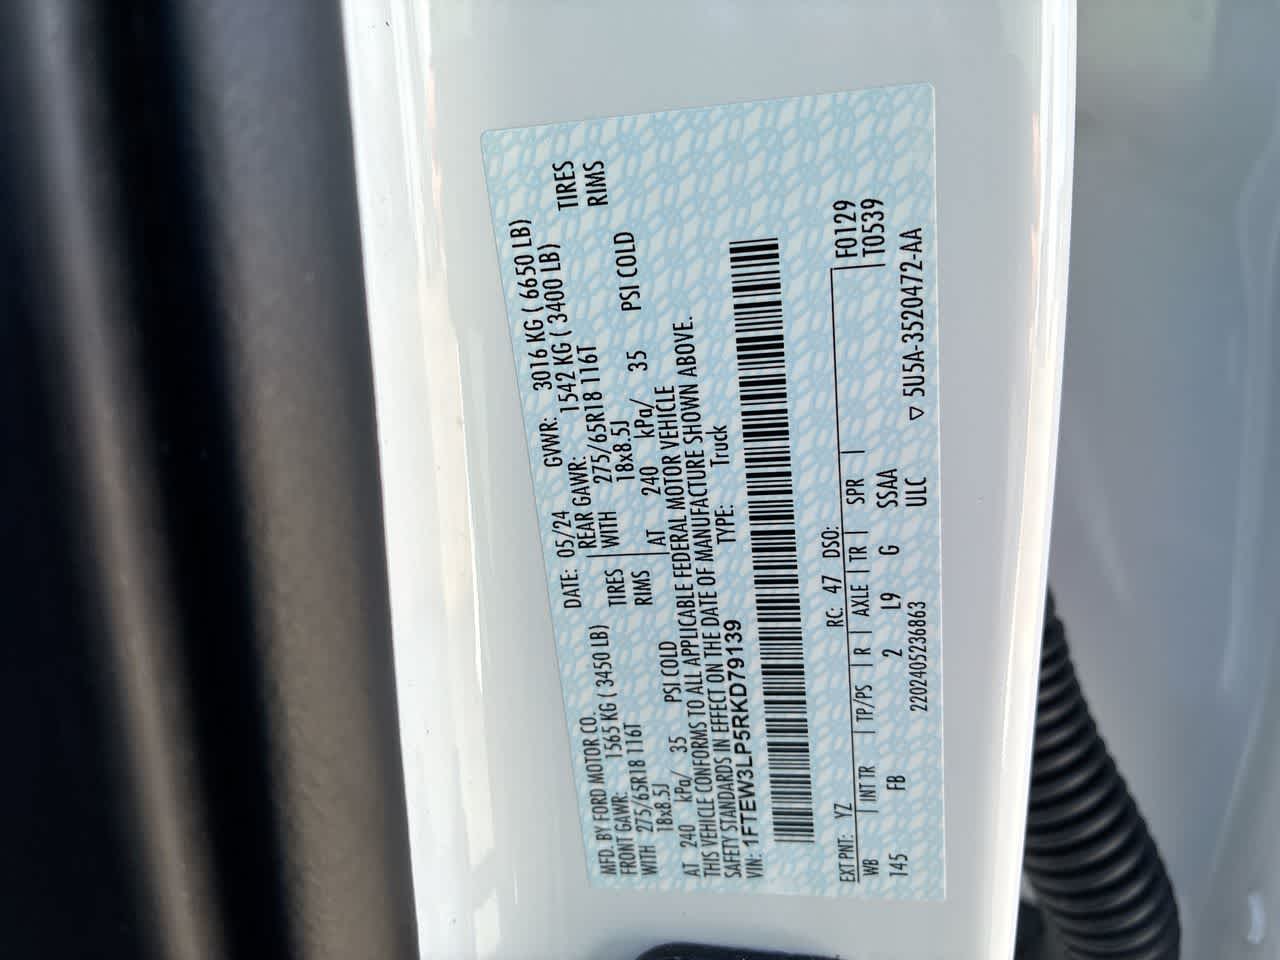 MFD. BY FORD MOTOR CO. DATE: 05/24 GVWR: 3016 KG ( 6650 LB)
FRONT GAWR: 1565 KG ( 3450 LB) REAR GAWR: 1542 KG ( 3400 LB)
WITH 275/65R18 116T TIRES WITH 275/65R18 116T TIRES
18x8.5J RIMS 18x8.5J RIMS
AT 240 kPa/ 35 PSI COLD AT 240 kPa/ 35 PSI COLD
THIS VEHICLE CONFORMS TO ALL APPLICABLE FEDERAL MOTOR VEHICLE
SAFETY STANDARDS IN EFFECT ON THE DATE OF MANUFACTURE SHOWN ABOVE.
VIN: 1FTEW3LP5RKD79139 TYPE: Truck
EXT PNT: YZ RC: 47 DSO: F0129
WB INT TR TP/PS R AXLE TR SPR T0539
145 FB 2 L9 G SSAA
2202405236863 ULC ▽ 5U5A-3520472-AA